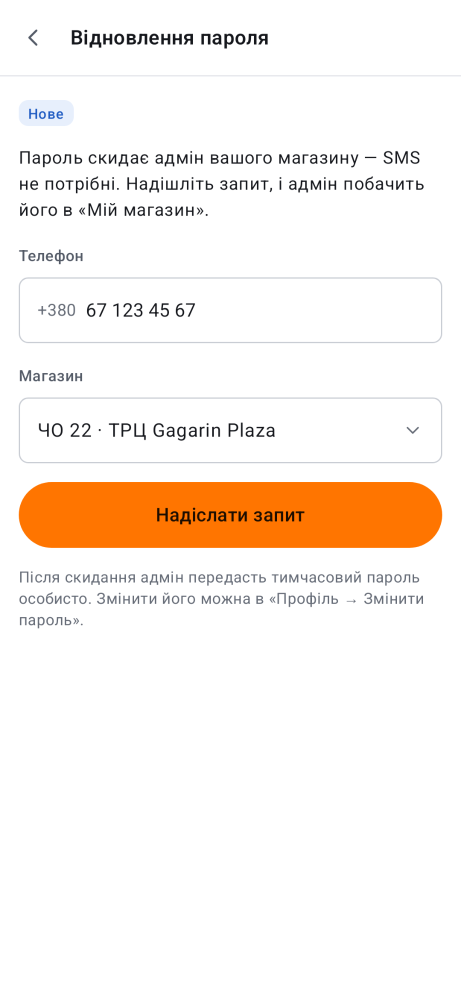 Відновлення пароля
Нове
Пароль скидає адмін вашого магазину — SMS
не потрібні. Надішліть запит, і адмін побачить
його в «Мій магазин».
Телефон
+380 67 123 45 67
Магазин
ЧО 22 · ТРЦ Gagarin Plaza
Надіслати запит
Після скидання адмін передасть тимчасовий пароль
особисто. Змінити його можна в «Профіль → Змінити
пароль».